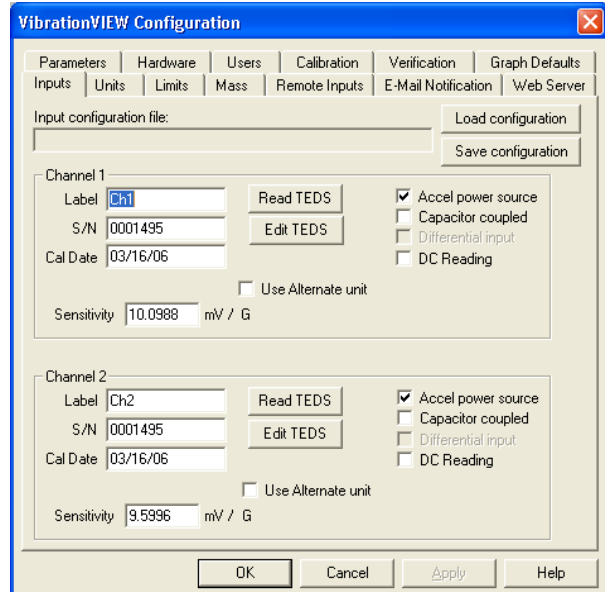 VibrationVIEW Configuration
Parameters Hardware Users Calibration Verification Graph Defaults
Inputs Units Limits Mass Remote Inputs E-Mail Notification Web Server
Input configuration file:
Load configuration
Save configuration
Channel 1
Label Ch1 Read TEDS Accel power source
Capacitor coupled
S/N 0001495 Edit TEDS
Differential input
Cal Date 03/16/06 DC Reading
Use Alternate unit
Sensitivity 10.0988 mV / G
Channel 2
Label Ch2 Read TEDS Accel power source
Capacitor coupled
S/N 0001495 Edit TEDS
Differential input
Cal Date 03/16/06 DC Reading
Use Alternate unit
Sensitivity 9.5996 mV / G
OK Cancel Apply Help